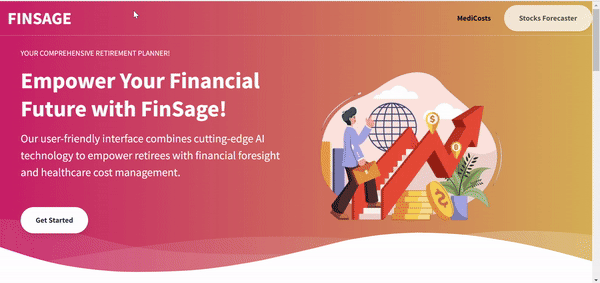 FINSAGE
MediCosts
Stocks Forecaster
YOUR COMPREHENSIVE RETIREMENT PLANNER!
Empower Your Financial
Future with FinSage!
Our user-friendly interface combines cutting-edge AI
technology to empower retirees with financial foresight
and healthcare cost management.
$
Get Started